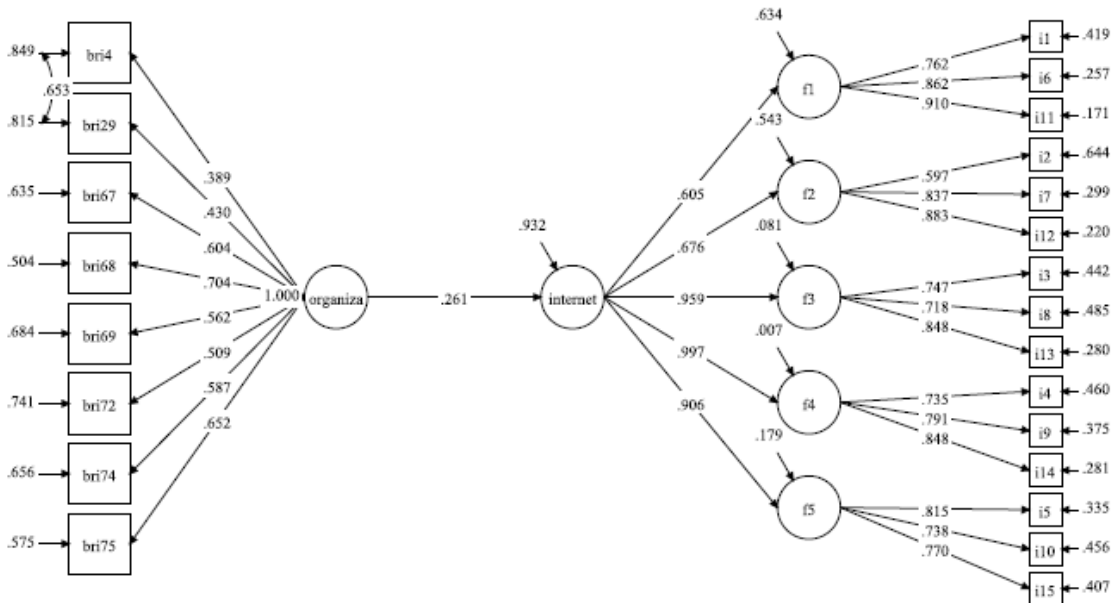 .849
bri4
.653
.815
bri29
.635
bri67
.504
bri68
.684
bri69
.741
bri72
.656
bri74
.575
bri75
.389
.430
.604
.704
.562
.509
.587
.652
1.000
organiza
.261
.932
internet
.605
.676
.959
.997
.906
.634
f1
.543
f2
.081
f3
.007
f4
.179
f5
.762
.862
.910
.597
.837
.883
.747
.718
.848
.735
.791
.848
.815
.738
.770
i1 .419
i6 .257
i11 .171
i2 .644
i7 .299
i12 .220
i3 .442
i8 .485
i13 .280
i4 .460
i9 .375
i14 .281
i5 .335
i10 .456
i15 .407